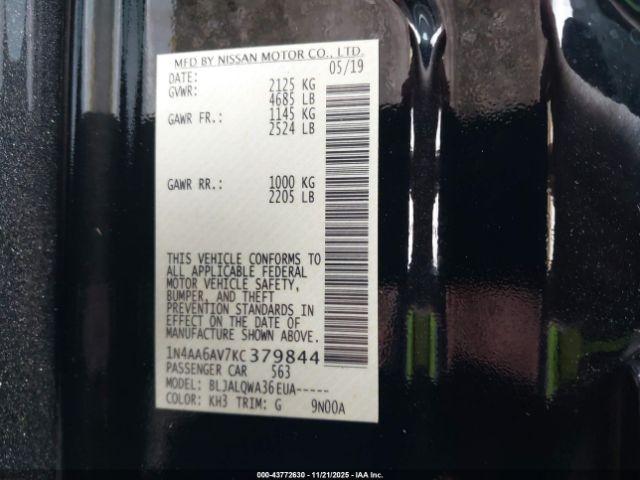 MFD BY NISSAN MOTOR CO., LTD.
DATE: 05/19
GVWR: 2125 KG
4685 LB
GAWR FR.: 1145 KG
2524 LB
GAWR RR.: 1000 KG
2205 LB
THIS VEHICLE CONFORMS TO
ALL APPLICABLE FEDERAL
MOTOR VEHICLE SAFETY,
BUMPER, AND THEFT
PREVENTION STANDARDS IN
EFFECT ON THE DATE OF
MANUFACTURE SHOWN ABOVE.
1N4AA6AV7KC379844
PASSENGER CAR 563
MODEL: BLJALQWA36EUA-----
COLOR: KH3 TRIM: G 9N00A
000-43772630 - 11/21/2025 - IAA Inc.